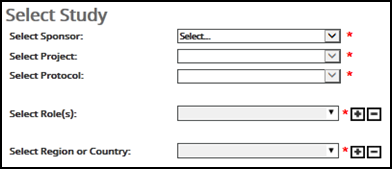 Select Study
Select Sponsor: Select... *
Select Project: *
Select Protocol: *
Select Role(s): * + -
Select Region or Country: * + -